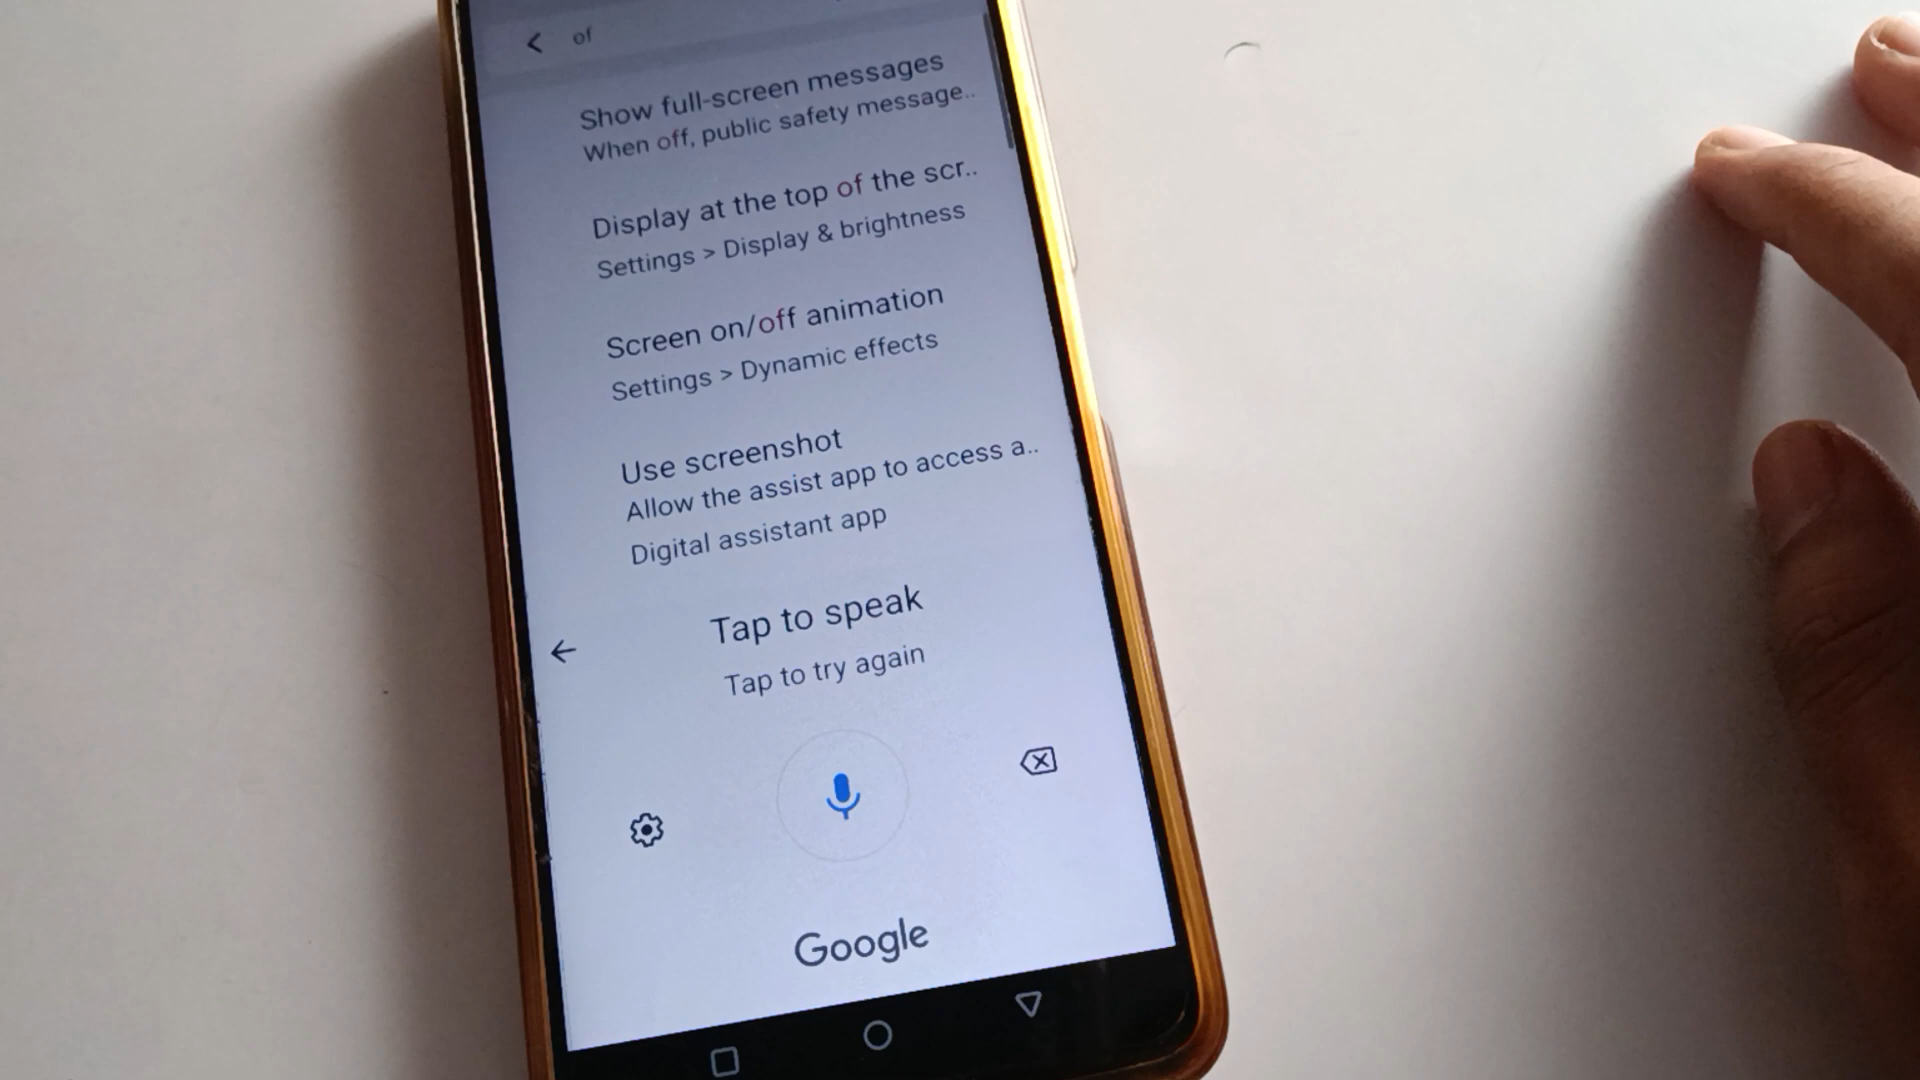 of
Show full-screen messages
When off, public safety message..
Display at the top of the scr..
Settings > Display & brightness
Screen on/off animation
Settings > Dynamic effects
Use screenshot
Allow the assist app to access a..
Digital assistant app
Tap to speak
Tap to try again
Google